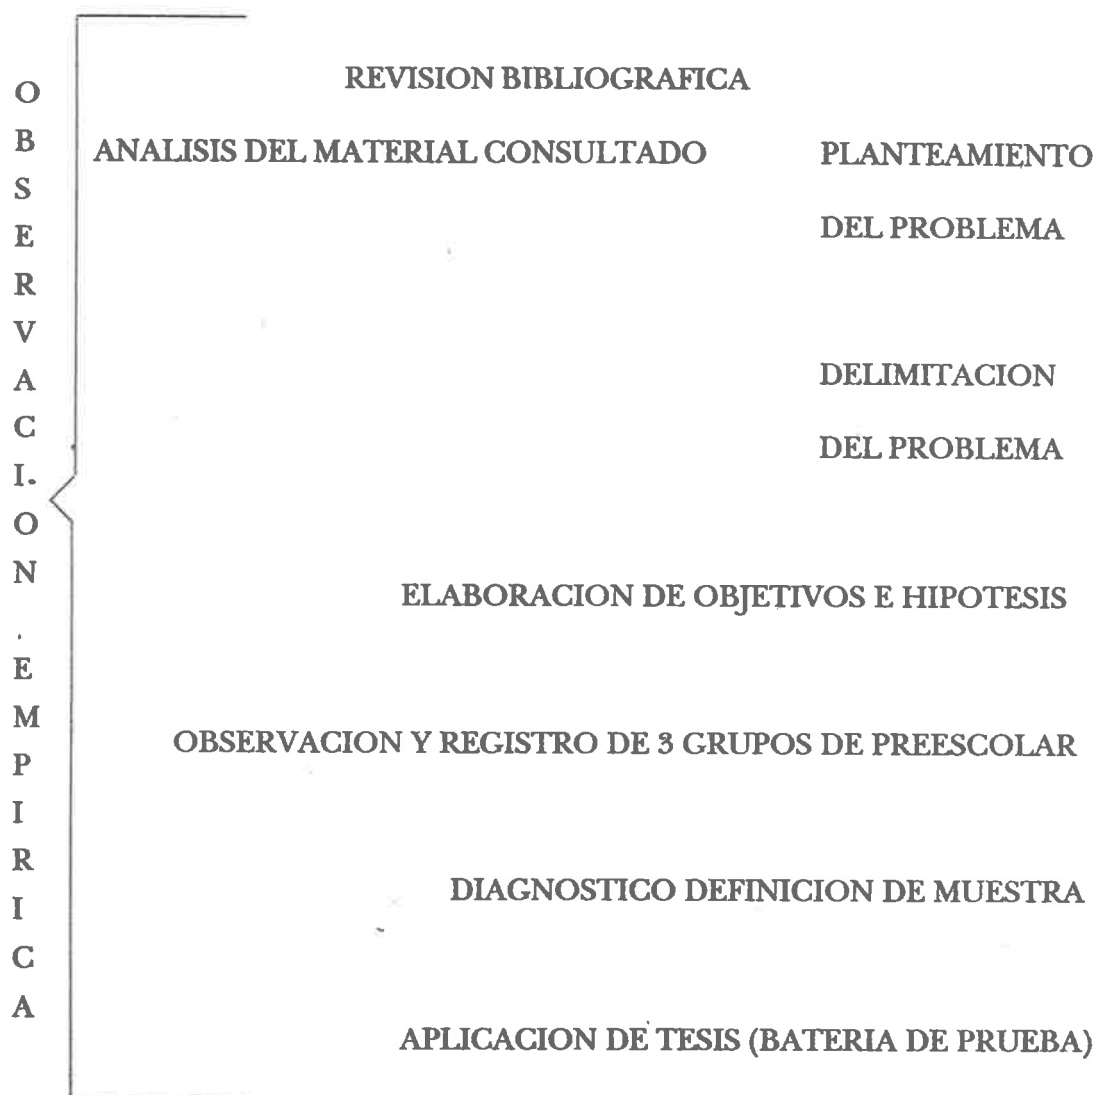 OBSERVACI.ON EMPIRICA
REVISION BIBLIOGRAFICA
ANALISIS DEL MATERIAL CONSULTADO
PLANTEAMIENTO
DEL PROBLEMA
DELIMITACION
DEL PROBLEMA
ELABORACION DE OBJETIVOS E HIPOTESIS
OBSERVACION Y REGISTRO DE 3 GRUPOS DE PREESCOLAR
DIAGNOSTICO DEFINICION DE MUESTRA
APLICACION DE TESIS (BATERIA DE PRUEBA)